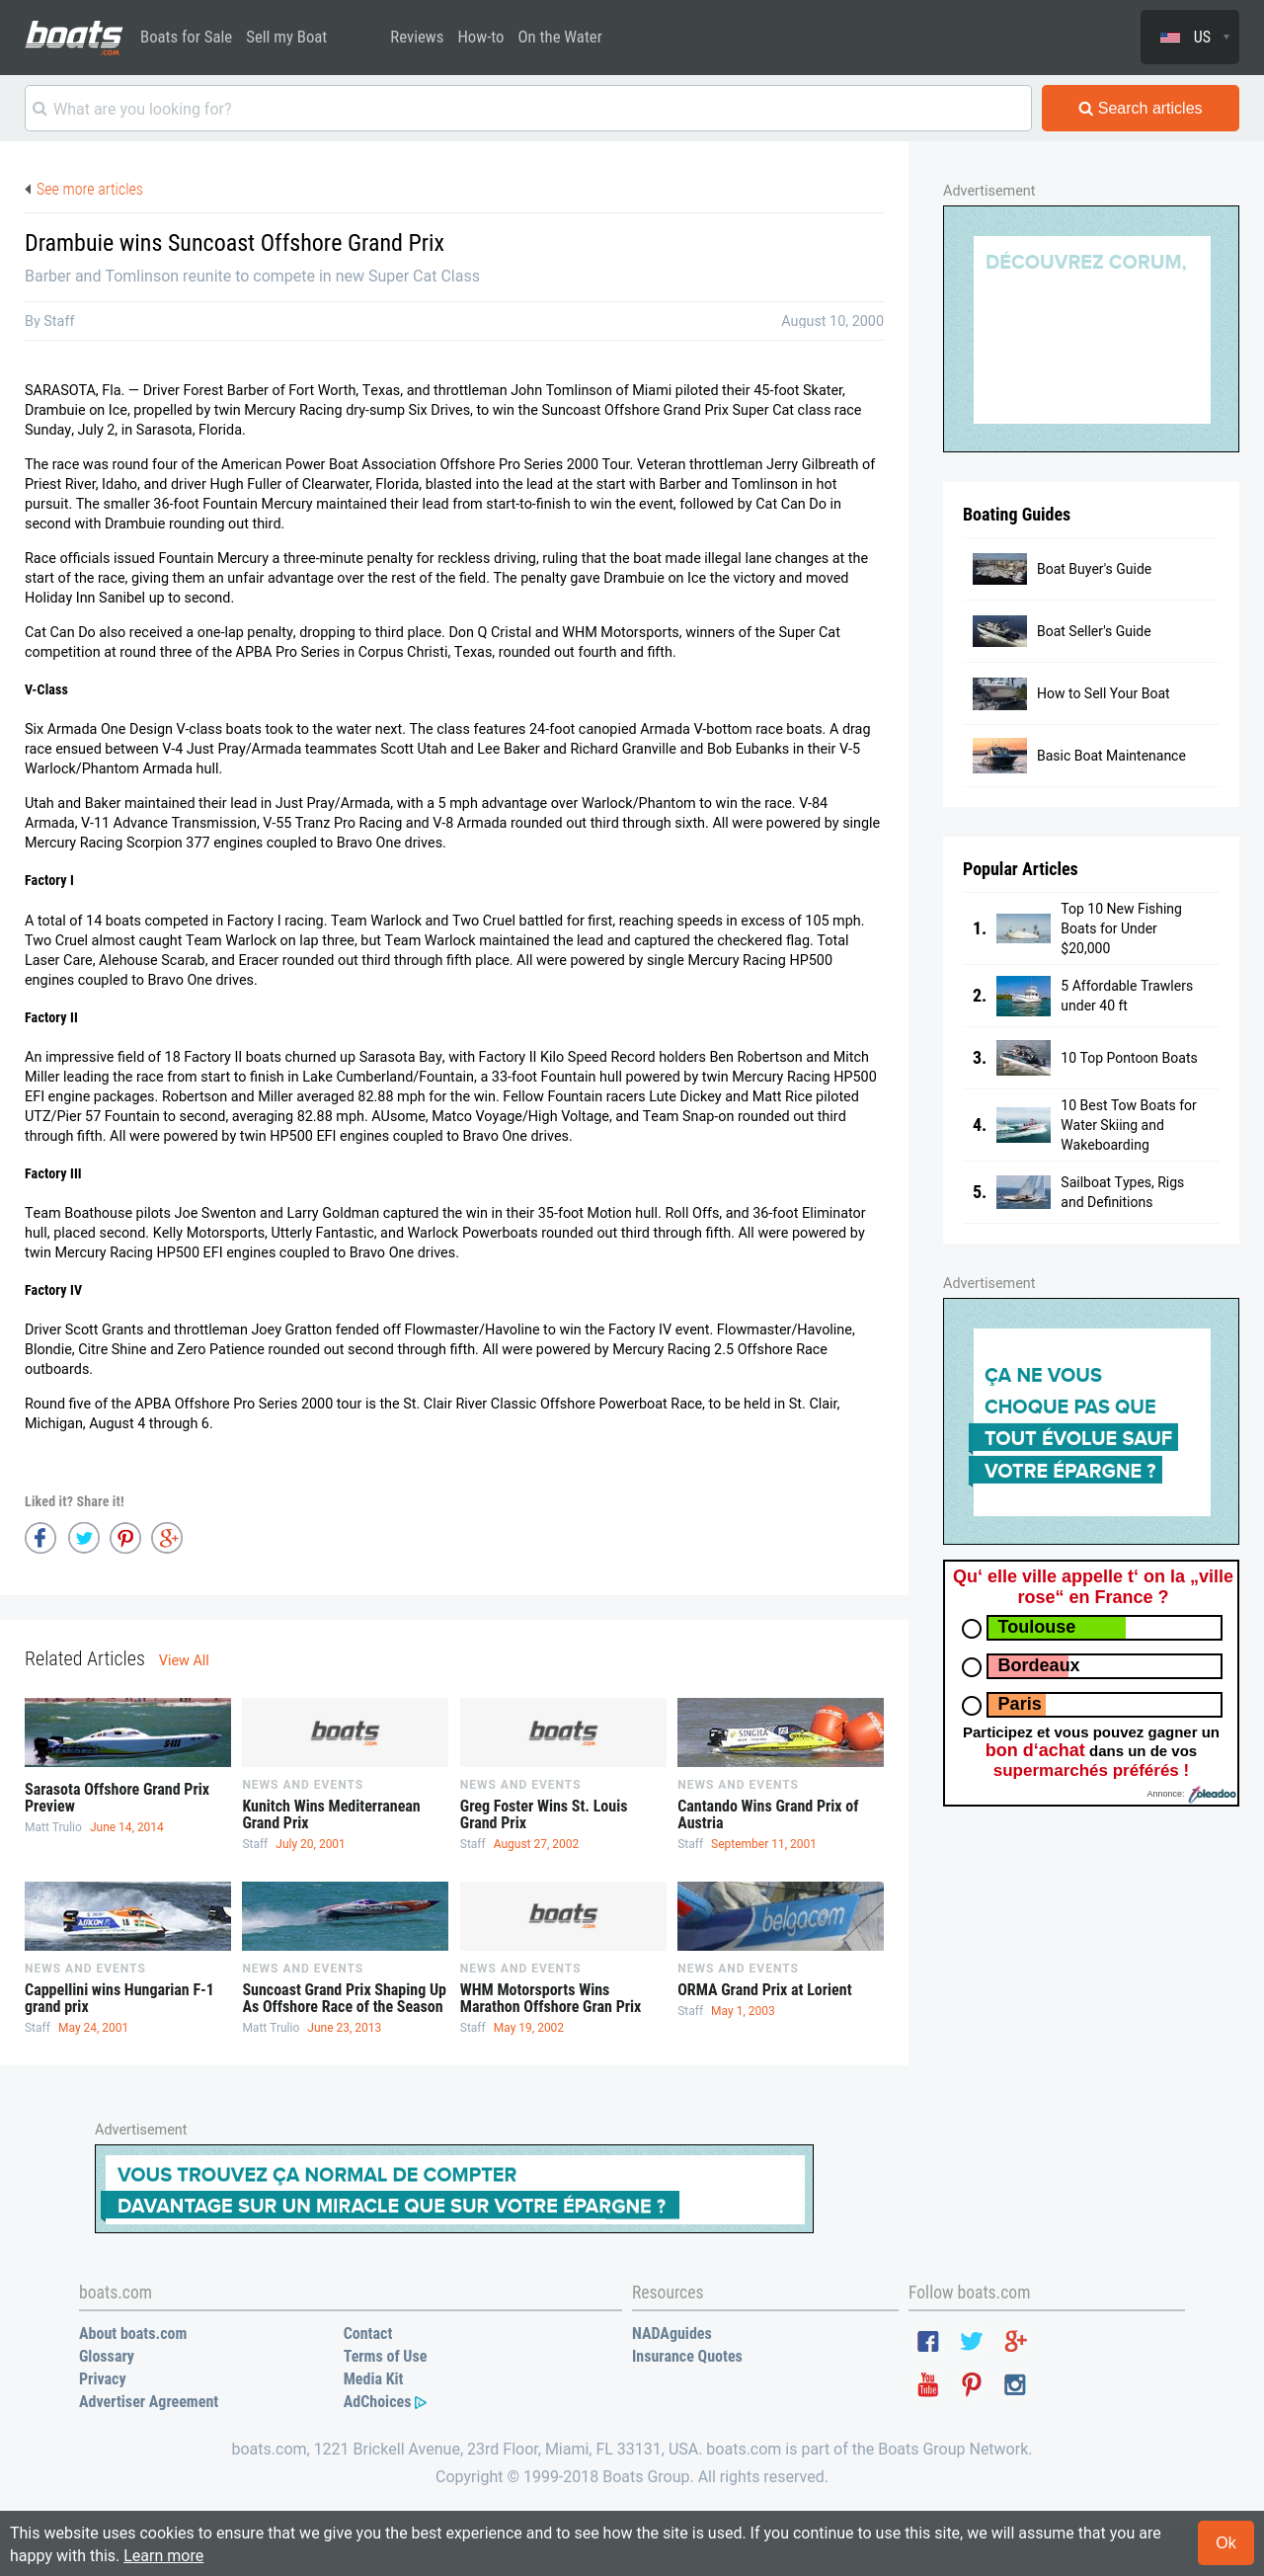 boats .com
Boats for Sale Sell my Boat Reviews How-to On the Water US
What are you looking for? Search articles
See more articles
Drambuie wins Suncoast Offshore Grand Prix
Barber and Tomlinson reunite to compete in new Super Cat Class
By Staff August 10, 2000
SARASOTA, Fla. — Driver Forest Barber of Fort Worth, Texas, and throttleman John Tomlinson of Miami piloted their 45-foot Skater,
Drambuie on Ice, propelled by twin Mercury Racing dry-sump Six Drives, to win the Suncoast Offshore Grand Prix Super Cat class race
Sunday, July 2, in Sarasota, Florida.
The race was round four of the American Power Boat Association Offshore Pro Series 2000 Tour. Veteran throttleman Jerry Gilbreath of
Priest River, Idaho, and driver Hugh Fuller of Clearwater, Florida, blasted into the lead at the start with Barber and Tomlinson in hot
pursuit. The smaller 36-foot Fountain Mercury maintained their lead from start-to-finish to win the event, followed by Cat Can Do in
second with Drambuie rounding out third.
Race officials issued Fountain Mercury a three-minute penalty for reckless driving, ruling that the boat made illegal lane changes at the
start of the race, giving them an unfair advantage over the rest of the field. The penalty gave Drambuie on Ice the victory and moved
Holiday Inn Sanibel up to second.
Cat Can Do also received a one-lap penalty, dropping to third place. Don Q Cristal and WHM Motorsports, winners of the Super Cat
competition at round three of the APBA Pro Series in Corpus Christi, Texas, rounded out fourth and fifth.
V-Class
Six Armada One Design V-class boats took to the water next. The class features 24-foot canopied Armada V-bottom race boats. A drag
race ensued between V-4 Just Pray/Armada teammates Scott Utah and Lee Baker and Richard Granville and Bob Eubanks in their V-5
Warlock/Phantom Armada hull.
Utah and Baker maintained their lead in Just Pray/Armada, with a 5 mph advantage over Warlock/Phantom to win the race. V-84
Armada, V-11 Advance Transmission, V-55 Tranz Pro Racing and V-8 Armada rounded out third through sixth. All were powered by single
Mercury Racing Scorpion 377 engines coupled to Bravo One drives.
Factory I
A total of 14 boats competed in Factory I racing. Team Warlock and Two Cruel battled for first, reaching speeds in excess of 105 mph.
Two Cruel almost caught Team Warlock on lap three, but Team Warlock maintained the lead and captured the checkered flag. Total
Laser Care, Alehouse Scarab, and Eracer rounded out third through fifth place. All were powered by single Mercury Racing HP500
engines coupled to Bravo One drives.
Factory II
An impressive field of 18 Factory II boats churned up Sarasota Bay, with Factory II Kilo Speed Record holders Ben Robertson and Mitch
Miller leading the race from start to finish in Lake Cumberland/Fountain, a 33-foot Fountain hull powered by twin Mercury Racing HP500
EFI engine packages. Robertson and Miller averaged 82.88 mph for the win. Fellow Fountain racers Lute Dickey and Matt Rice piloted
UTZ/Pier 57 Fountain to second, averaging 82.88 mph. AUsome, Matco Voyage/High Voltage, and Team Snap-on rounded out third
through fifth. All were powered by twin HP500 EFI engines coupled to Bravo One drives.
Factory III
Team Boathouse pilots Joe Swenton and Larry Goldman captured the win in their 35-foot Motion hull. Roll Offs, and 36-foot Eliminator
hull, placed second. Kelly Motorsports, Utterly Fantastic, and Warlock Powerboats rounded out third through fifth. All were powered by
twin Mercury Racing HP500 EFI engines coupled to Bravo One drives.
Factory IV
Driver Scott Grants and throttleman Joey Gratton fended off Flowmaster/Havoline to win the Factory IV event. Flowmaster/Havoline,
Blondie, Citre Shine and Zero Patience rounded out second through fifth. All were powered by Mercury Racing 2.5 Offshore Race
outboards.
Round five of the APBA Offshore Pro Series 2000 tour is the St. Clair River Classic Offshore Powerboat Race, to be held in St. Clair,
Michigan, August 4 through 6.
Liked it? Share it!
Advertisement
DÉCOUVREZ CORUM,
Boating Guides
Boat Buyer's Guide
Boat Seller's Guide
How to Sell Your Boat
Basic Boat Maintenance
Popular Articles
1. Top 10 New Fishing
Boats for Under
$20,000
2. 5 Affordable Trawlers
under 40 ft
3. 10 Top Pontoon Boats
4. 10 Best Tow Boats for
Water Skiing and
Wakeboarding
5. Sailboat Types, Rigs
and Definitions
Advertisement
ÇA NE VOUS
CHOQUE PAS QUE
TOUT ÉVOLUE SAUF
VOTRE ÉPARGNE ?
Qu‘ elle ville appelle t‘ on la „ville
rose“ en France ?
Toulouse
Bordeaux
Paris
Participez et vous pouvez gagner un
bon d‘achat dans un de vos
supermarchés préférés !
Annonce: Toleadoo
Related Articles View All
S-111
Sarasota Offshore Grand Prix
Preview
Matt Trulio June 14, 2014
boats .com
NEWS AND EVENTS
Kunitch Wins Mediterranean
Grand Prix
Staff July 20, 2001
boats .com
NEWS AND EVENTS
Greg Foster Wins St. Louis
Grand Prix
Staff August 27, 2002
SINGHA
NEWS AND EVENTS
Cantando Wins Grand Prix of
Austria
Staff September 11, 2001
NEWS AND EVENTS
Cappellini wins Hungarian F-1
grand prix
Staff May 24, 2001
NEWS AND EVENTS
Suncoast Grand Prix Shaping Up
As Offshore Race of the Season
Matt Trulio June 23, 2013
boats .com
NEWS AND EVENTS
WHM Motorsports Wins
Marathon Offshore Gran Prix
Staff May 19, 2002
belgacom
NEWS AND EVENTS
ORMA Grand Prix at Lorient
Staff May 1, 2003
Advertisement
VOUS TROUVEZ ÇA NORMAL DE COMPTER
DAVANTAGE SUR UN MIRACLE QUE SUR VOTRE ÉPARGNE ?
boats.com
About boats.com
Glossary
Privacy
Advertiser Agreement
Contact
Terms of Use
Media Kit
AdChoices
Resources
NADAguides
Insurance Quotes
Follow boats.com
You Tube
boats.com, 1221 Brickell Avenue, 23rd Floor, Miami, FL 33131, USA. boats.com is part of the Boats Group Network.
Copyright © 1999-2018 Boats Group. All rights reserved.
This website uses cookies to ensure that we give you the best experience and to see how the site is used. If you continue to use this site, we will assume that you are
happy with this. Learn more
Ok